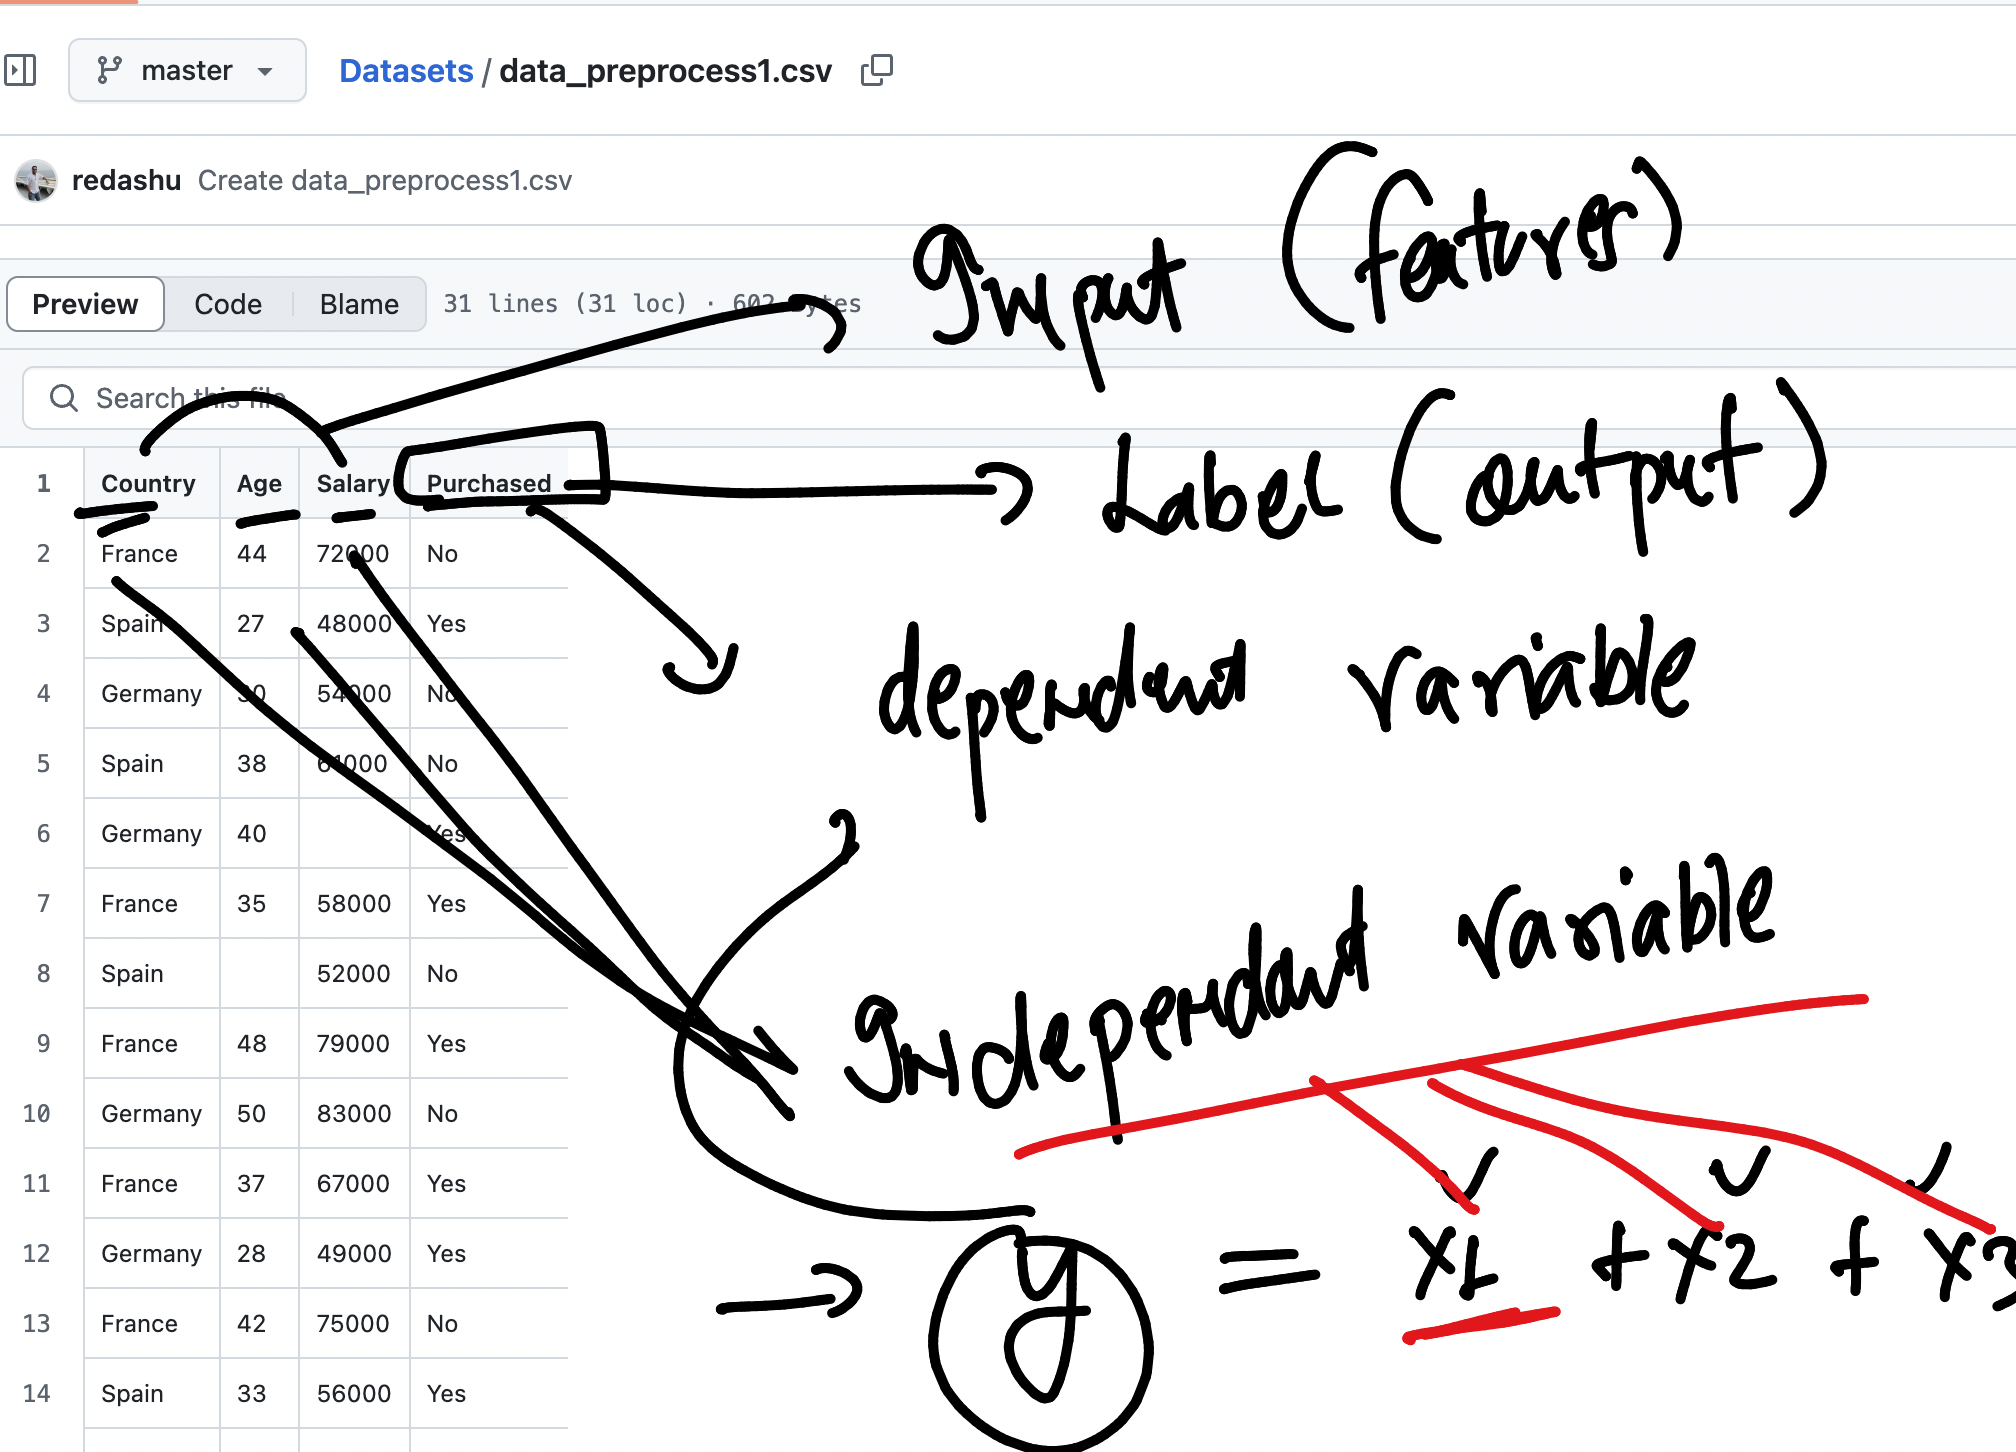 master
Datasets / data_preprocess1.csv
redashu Create data_preprocess1.csv
Preview Code Blame 31 lines (31 loc) · 602 bytes
Input (features)
Search this file
Label (output)
1 Country Age Salary Purchased
2 France 44 72000 No
3 Spain 27 48000 Yes
dependent variable
4 Germany 30 54000 No
5 Spain 38 61000 No
6 Germany 40 Yes
7 France 35 58000 Yes
Independant variable
8 Spain 52000 No
9 France 48 79000 Yes
10 Germany 50 83000 No
11 France 37 67000 Yes
y = x1 + x2 + x3
12 Germany 28 49000 Yes
13 France 42 75000 No
14 Spain 33 56000 Yes